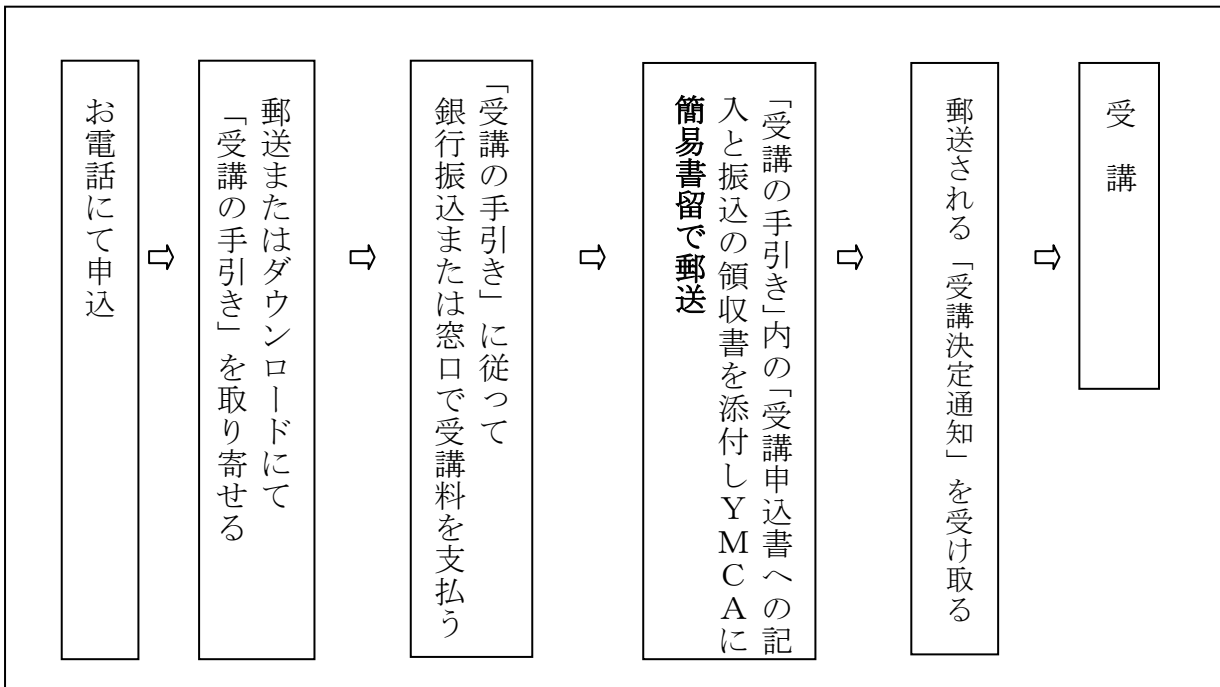 お電話にて申込
⇨
郵送またはダウンロードにて
「受講の手引き」を取り寄せる
⇨
「受講の手引き」に従って
銀行振込または窓口で受講料を支払う
⇨
「受講の手引き」内の「受講申込書への記
入と振込の領収書を添付しＹＭＣＡに
簡易書留で郵送
⇨
郵送される「受講決定通知」を受け取る
⇨
受　講